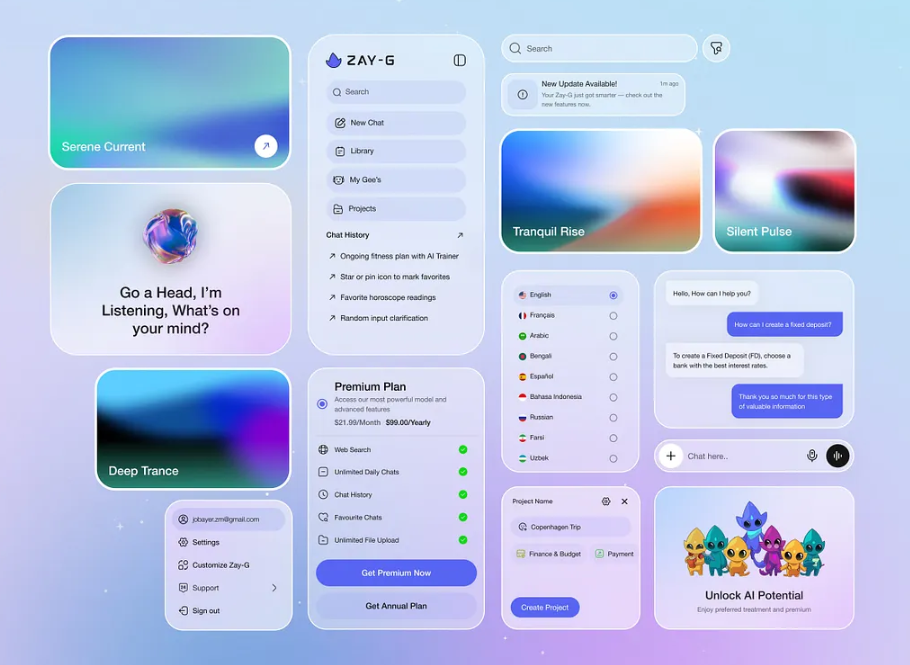 Serene Current
Go a Head, I'm
Listening, What's on
your mind?
Deep Trance
jobayer.zm@gmail.com
Settings
Customize Zay-G
Support
Sign out
ZAY-G
Search
New Chat
Library
My Gee's
Projects
Chat History
Ongoing fitness plan with AI Trainer
Star or pin icon to mark favorites
Favorite horoscope readings
Random input clarification
Premium Plan
Access our most powerful model and
advanced features
$21.99/Month $99.00/Yearly
Web Search
Unlimited Daily Chats
Chat History
Favourite Chats
Unlimited File Upload
Get Premium Now
Get Annual Plan
Search
New Update Available! 1m ago
Your Zay-G just got smarter — check out the
new features now.
Tranquil Rise
Silent Pulse
English
Français
Arabic
Bengali
Español
Bahasa Indonesia
Russian
Farsi
Uzbek
Hello, How can I help you?
How can I create a fixed deposit?
To create a Fixed Deposit (FD), choose a
bank with the best interest rates.
Thank you so much for this type
of valuable information
Chat here..
Project Name
Copenhagen Trip
Finance & Budget
Payment
Create Project
Unlock AI Potential
Enjoy preferred treatment and premium